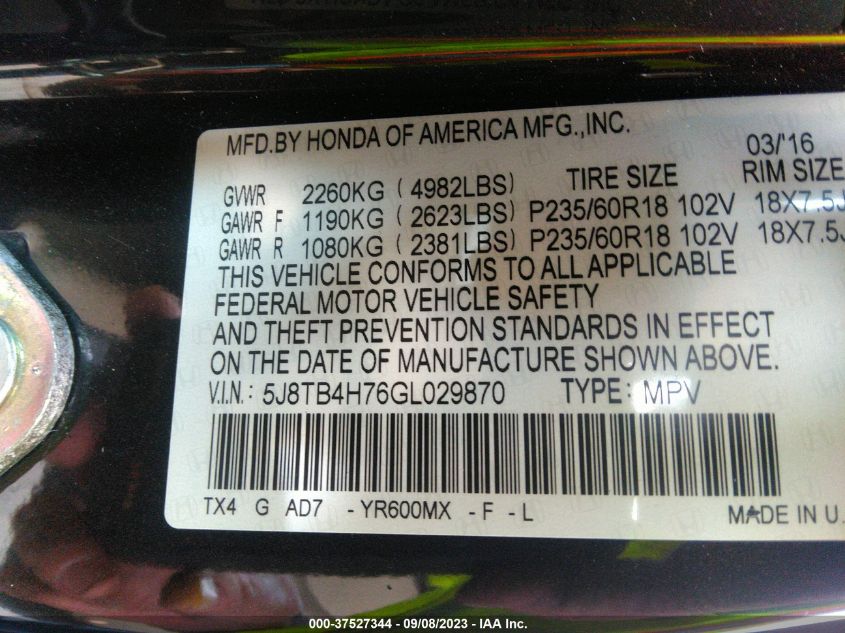 MFD.BY HONDA OF AMERICA MFG.,INC. 03/'16
TIRE SIZE RIM SIZE
GVWR 2260KG ( 4982LBS)
GAWR F 1190KG ( 2623LBS) P235/60R18 102V 18X7.5J
GAWR R 1080KG ( 2381LBS) P235/60R18 102V 18X7.5J
THIS VEHICLE CONFORMS TO ALL APPLICABLE
FEDERAL MOTOR VEHICLE SAFETY
AND THEFT PREVENTION STANDARDS IN EFFECT
ON THE DATE OF MANUFACTURE SHOWN ABOVE.
V.I.N.: 5J8TB4H76GL029870 TYPE: MPV
TX4 G AD7 - YR600MX - F - L MADE IN U.
000-37527344 - 09/08/2023 - IAA Inc.